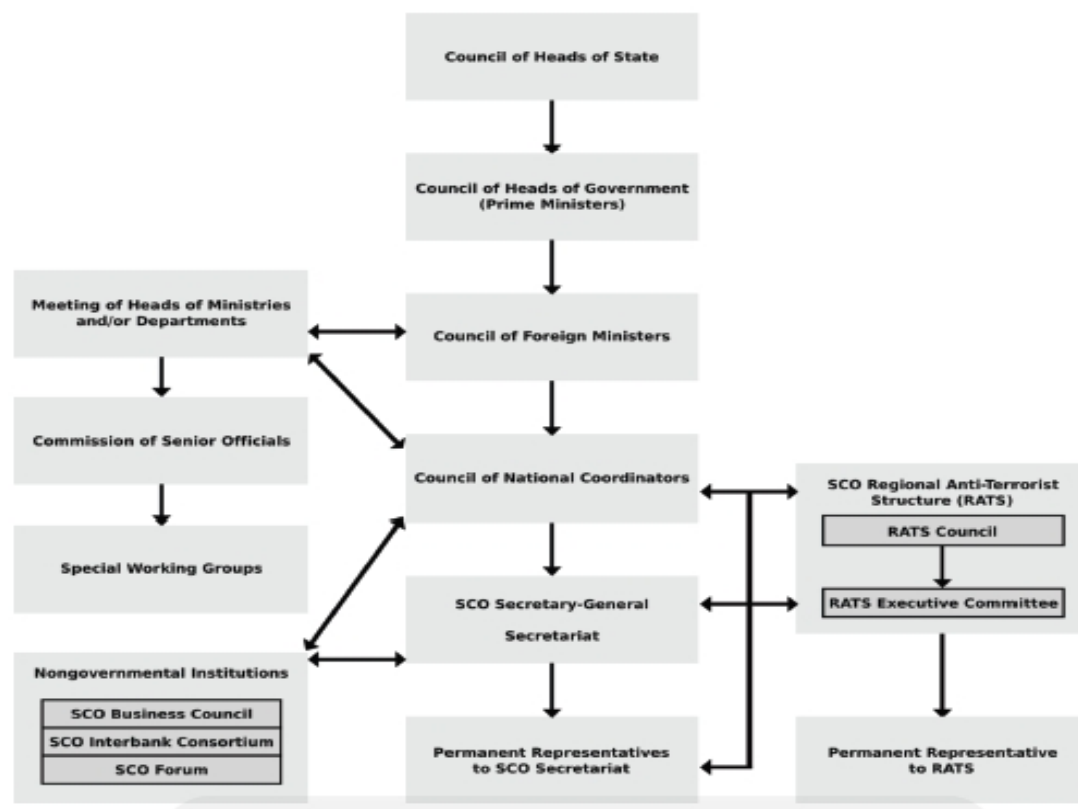 Council of Heads of State
Council of Heads of Government
(Prime Ministers)
Meeting of Heads of Ministries
and/or Departments
Council of Foreign Ministers
Commission of Senior Officials
Council of National Coordinators
SCO Regional Anti-Terrorist
Structure (RATS)
RATS Council
RATS Executive Committee
Special Working Groups
SCO Secretary-General
Secretariat
Nongovernmental Institutions
SCO Business Council
SCO Interbank Consortium
SCO Forum
Permanent Representatives
to SCO Secretariat
Permanent Representative
to RATS